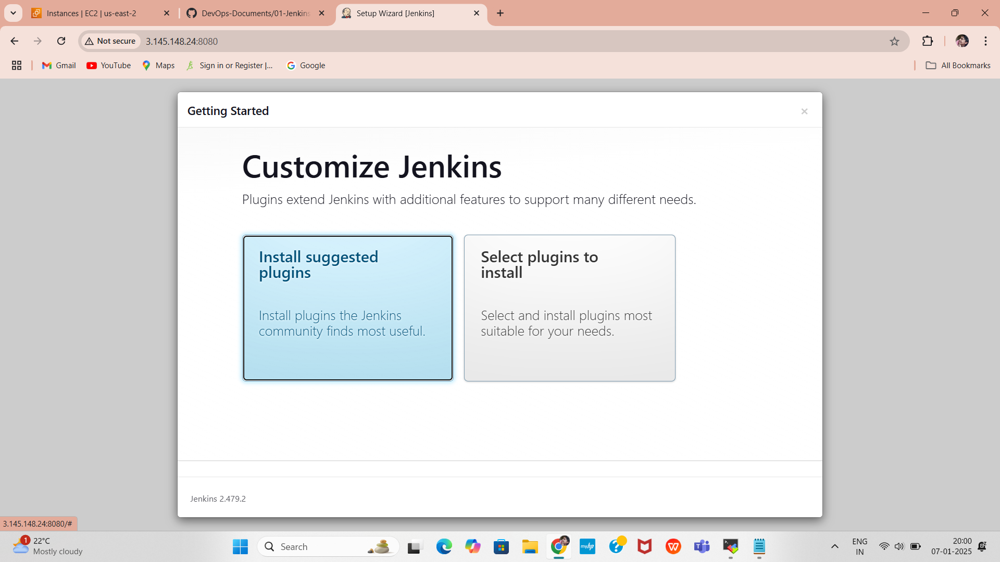 Instances | EC2 | us-east-2
DevOps-Documents/01-Jenkins
Setup Wizard [Jenkins]
Not secure
3.145.148.24:8080
Gmail
YouTube
Maps
Sign in or Register |...
Google
All Bookmarks
Getting Started
×
Customize Jenkins
Plugins extend Jenkins with additional features to support many different needs.
Install suggested
plugins
Install plugins the Jenkins
community finds most useful.
Select plugins to
install
Select and install plugins most
suitable for your needs.
Jenkins 2.479.2
3.145.148.24:8080/#
1
22°C
Mostly cloudy
Search
myhp
ENG
IN
20:00
07-01-2025